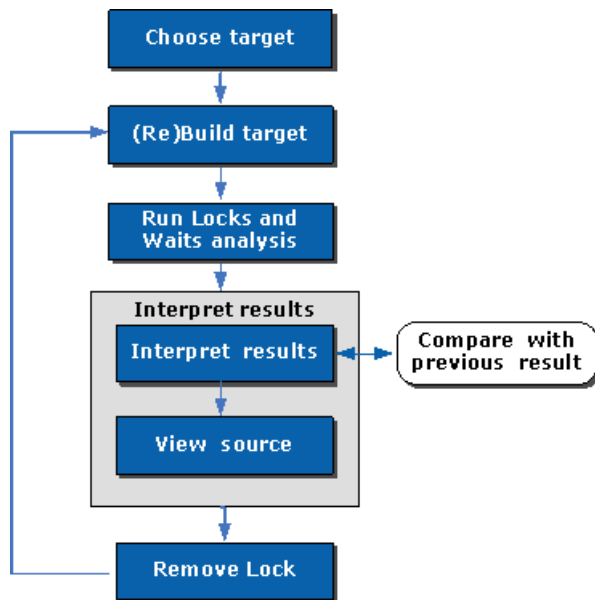 Choose target
(Re)Build target
Run Locks and
Waits analysis
Interpret results
Interpret results
Compare with
previous result
View source
Remove Lock